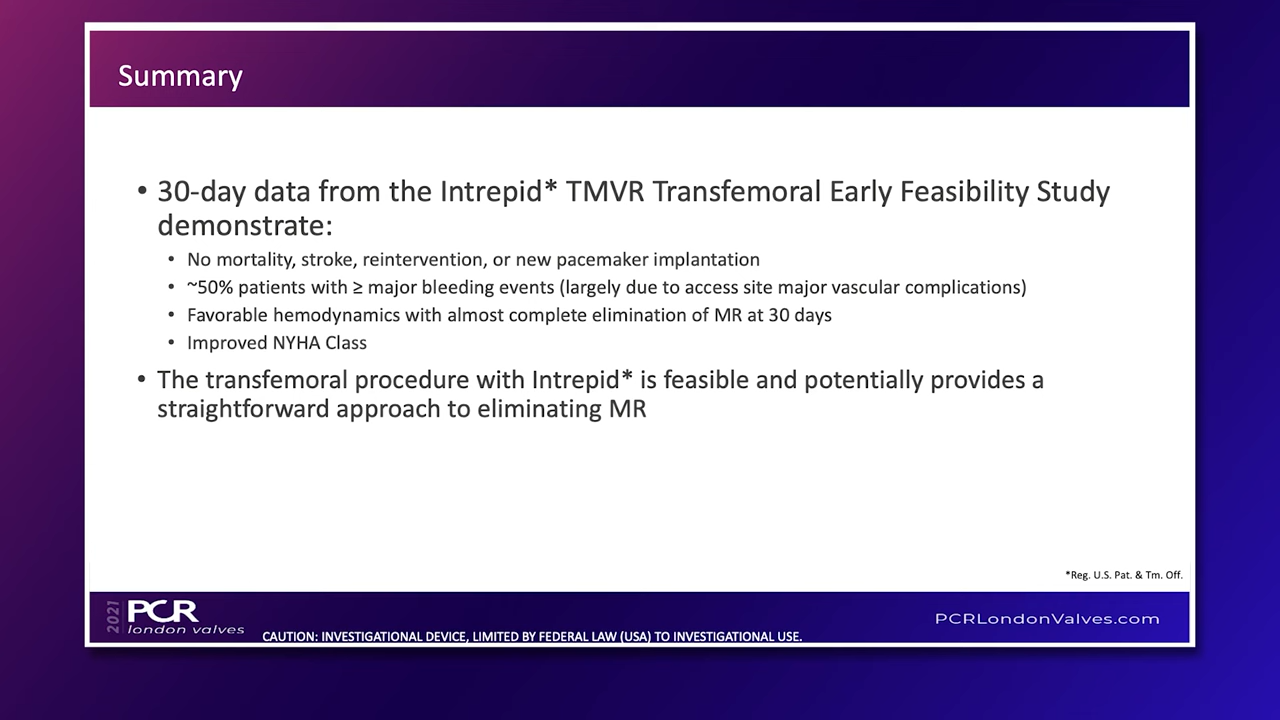 Summary
• 30-day data from the Intrepid* TMVR Transfemoral Early Feasibility Study
demonstrate:
• No mortality, stroke, reintervention, or new pacemaker implantation
• ~50% patients with ≥ major bleeding events (largely due to access site major vascular complications)
• Favorable hemodynamics with almost complete elimination of MR at 30 days
• Improved NYHA Class
• The transfemoral procedure with Intrepid* is feasible and potentially provides a
straightforward approach to eliminating MR
*Reg. U.S. Pat. & Tm. Off.
2021
PCR
london valves
CAUTION: INVESTIGATIONAL DEVICE, LIMITED BY FEDERAL LAW (USA) TO INVESTIGATIONAL USE.
PCRLondonValves.com